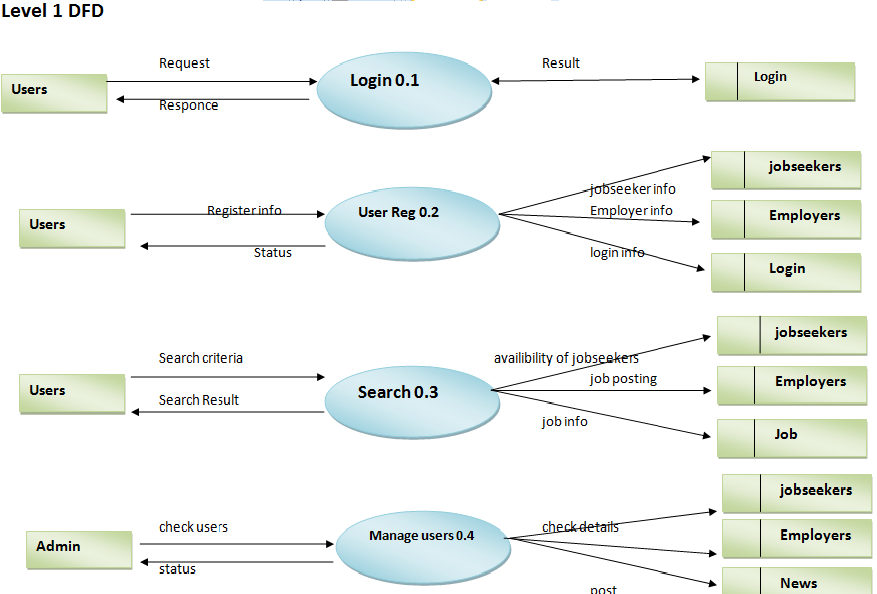 Level 1 DFD
Request
Result
Users
Login 0.1
Login
Responce
jobseekers
jobseeker info
Users
Register info
User Reg 0.2
Employer info
Employers
Status
login info
Login
jobseekers
Search criteria
availibility of jobseekers
Users
Search 0.3
job posting
Employers
Search Result
job info
Job
jobseekers
check users
check details
Admin
Manage users 0.4
Employers
status
post
News